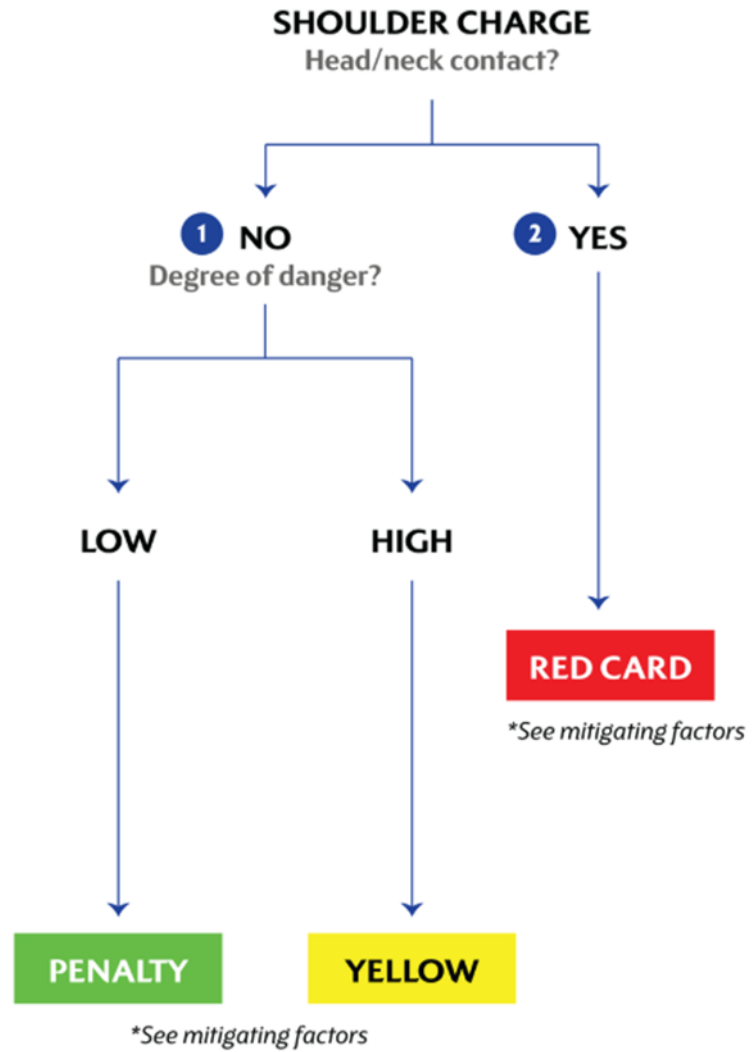 SHOULDER CHARGE
Head/neck contact?
1 NO
Degree of danger?
2 YES
LOW
HIGH
RED CARD
*See mitigating factors
PENALTY
YELLOW
*See mitigating factors